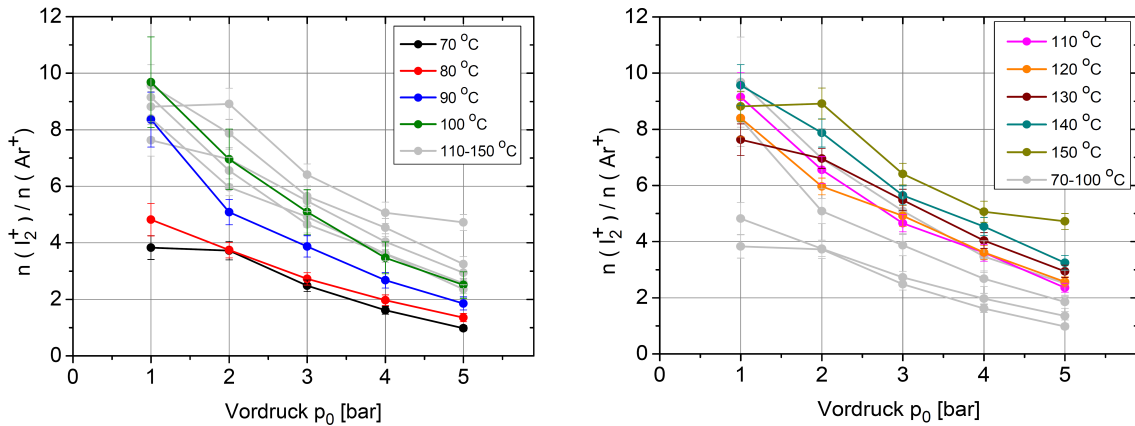 12
10
8
6
4
2
0
n ( I₂⁺ ) / n ( Ar⁺ )
70 °C
80 °C
90 °C
100 °C
110-150 °C
0 1 2 3 4 5
Vordruck p₀ [bar]
12
10
8
6
4
2
0
n ( I₂⁺ ) / n ( Ar⁺ )
110 °C
120 °C
130 °C
140 °C
150 °C
70-100 °C
0 1 2 3 4 5
Vordruck p₀ [bar]